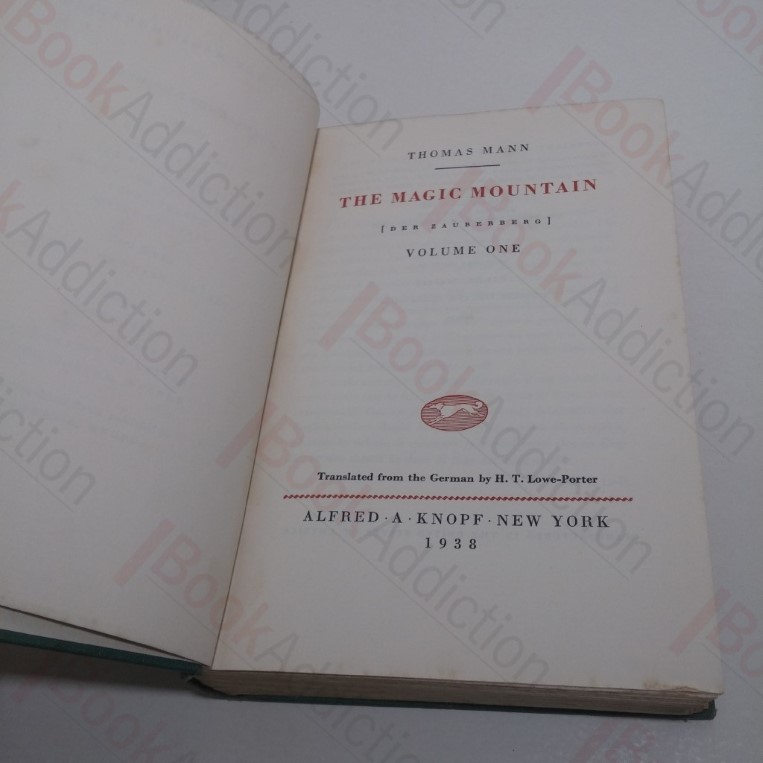 THOMAS MANN
THE MAGIC MOUNTAIN
[DER ZAUBERBERG]
VOLUME ONE
Translated from the German by H. T. Lowe-Porter
ALFRED · A · KNOPF · NEW YORK
1938
BookAddiction